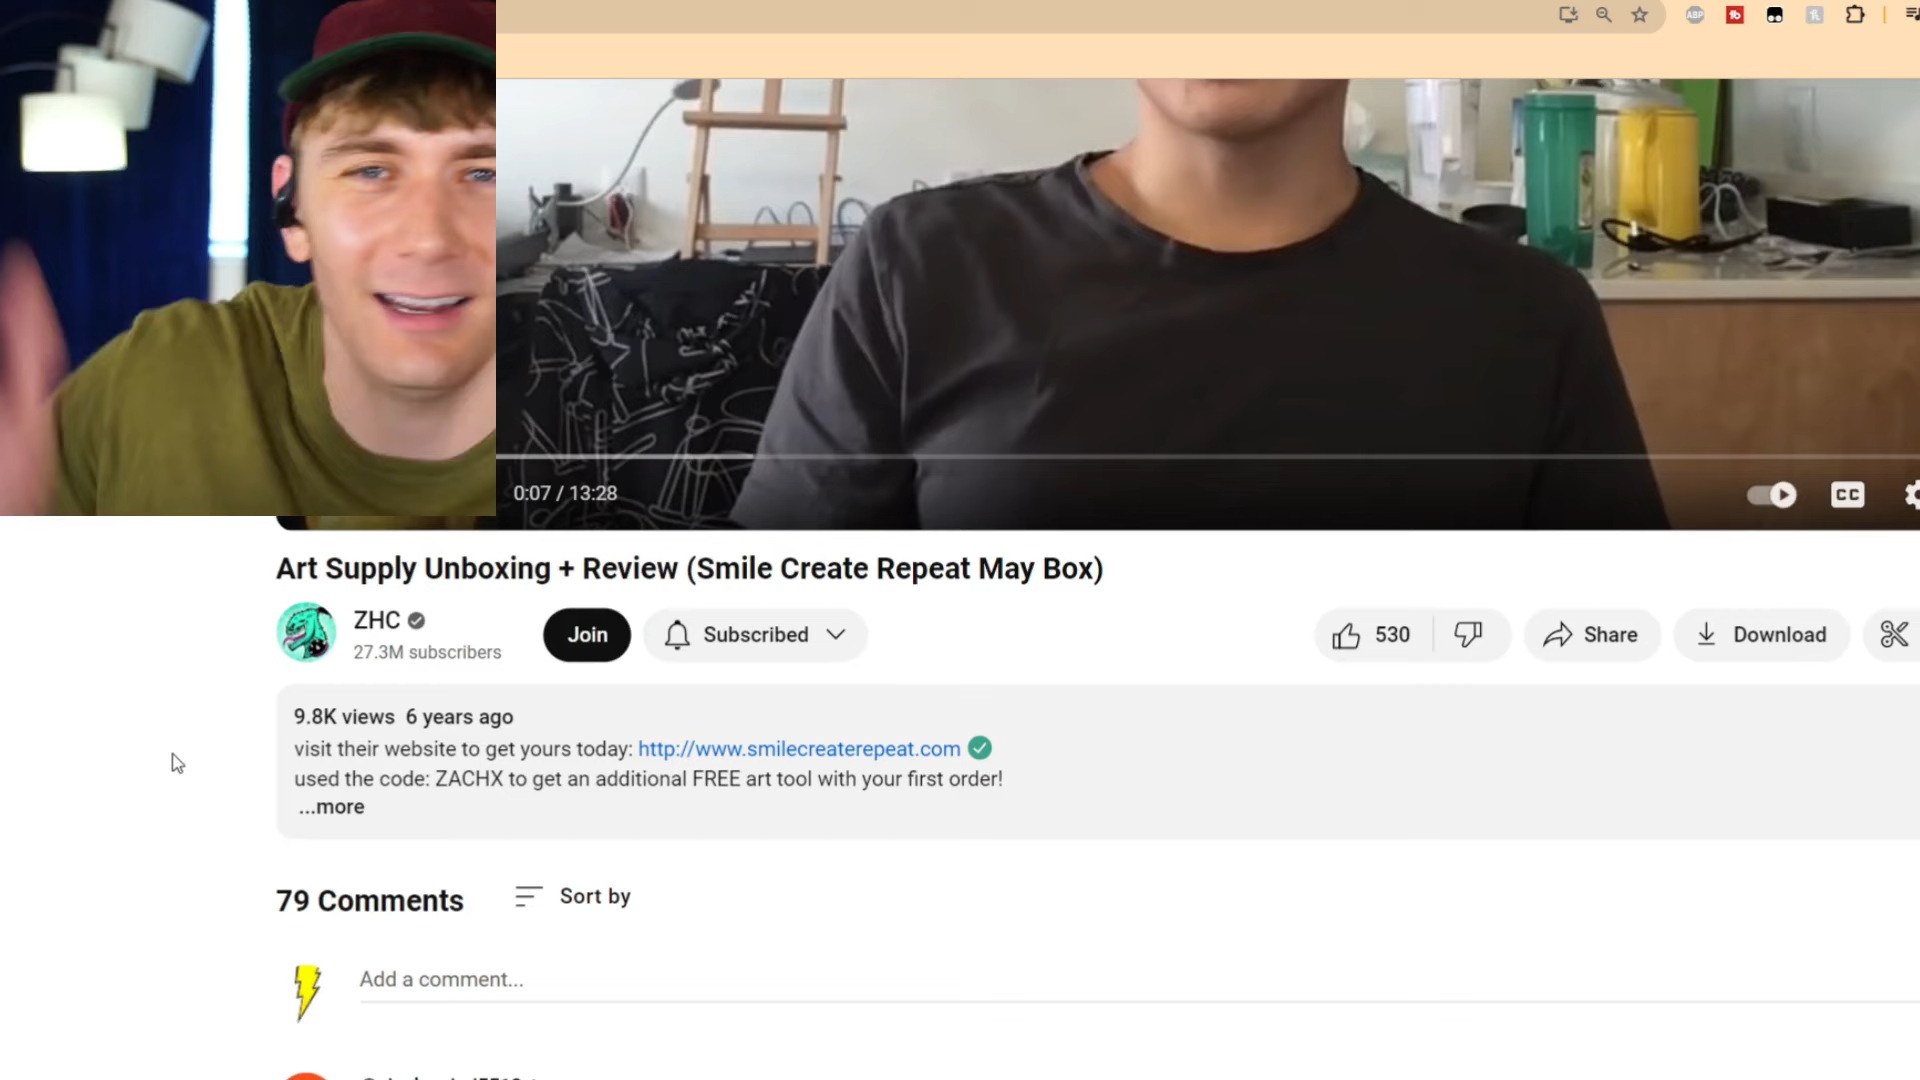 ABP
0:07 / 13:28
CC
Art Supply Unboxing + Review (Smile Create Repeat May Box)
ZHC
27.3M subscribers
Join
Subscribed
530
Share
Download
9.8K views 6 years ago
visit their website to get yours today: http://www.smilecreaterepeat.com
used the code: ZACHX to get an additional FREE art tool with your first order!
...more
79 Comments
Sort by
Add a comment...